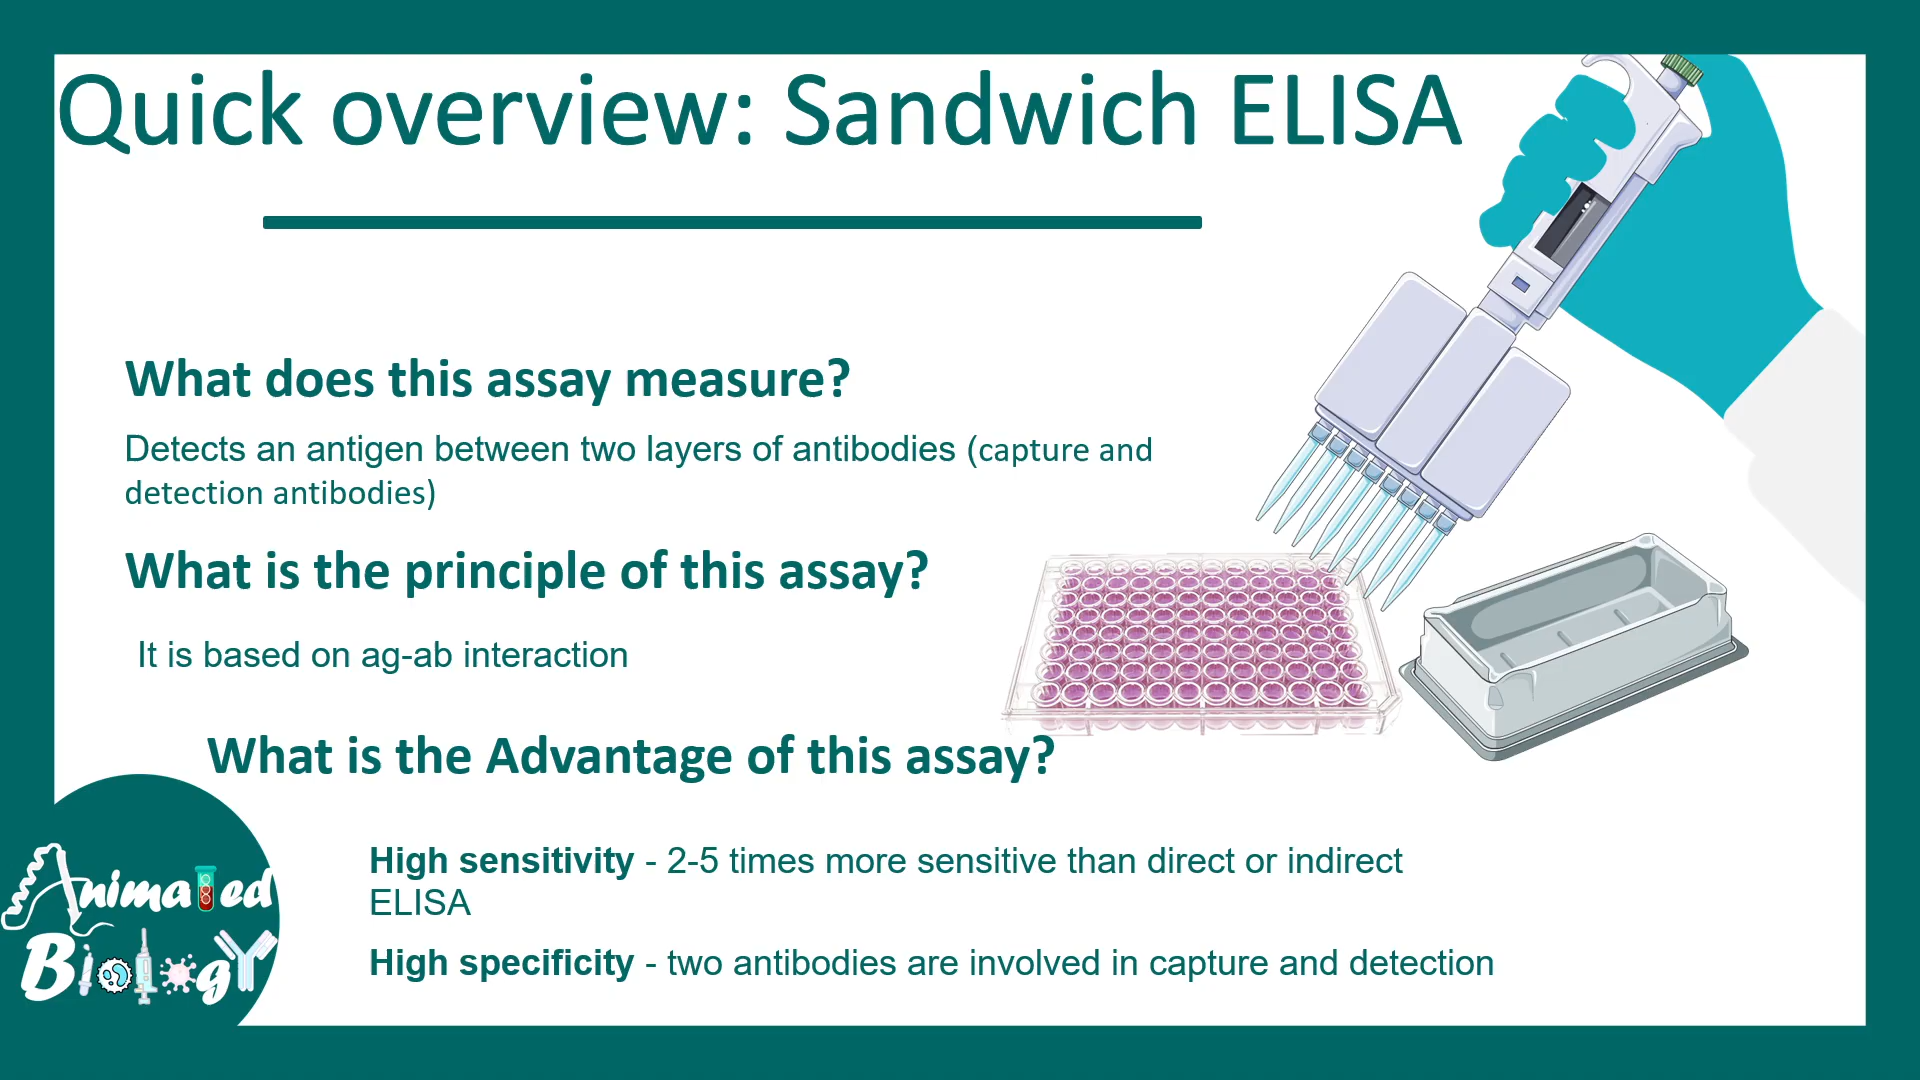 Quick overview: Sandwich ELISA
What does this assay measure?
Detects an antigen between two layers of antibodies (capture and
detection antibodies)
What is the principle of this assay?
It is based on ag-ab interaction
What is the Advantage of this assay?
High sensitivity - 2-5 times more sensitive than direct or indirect
ELISA
High specificity - two antibodies are involved in capture and detection
Animated
Biology